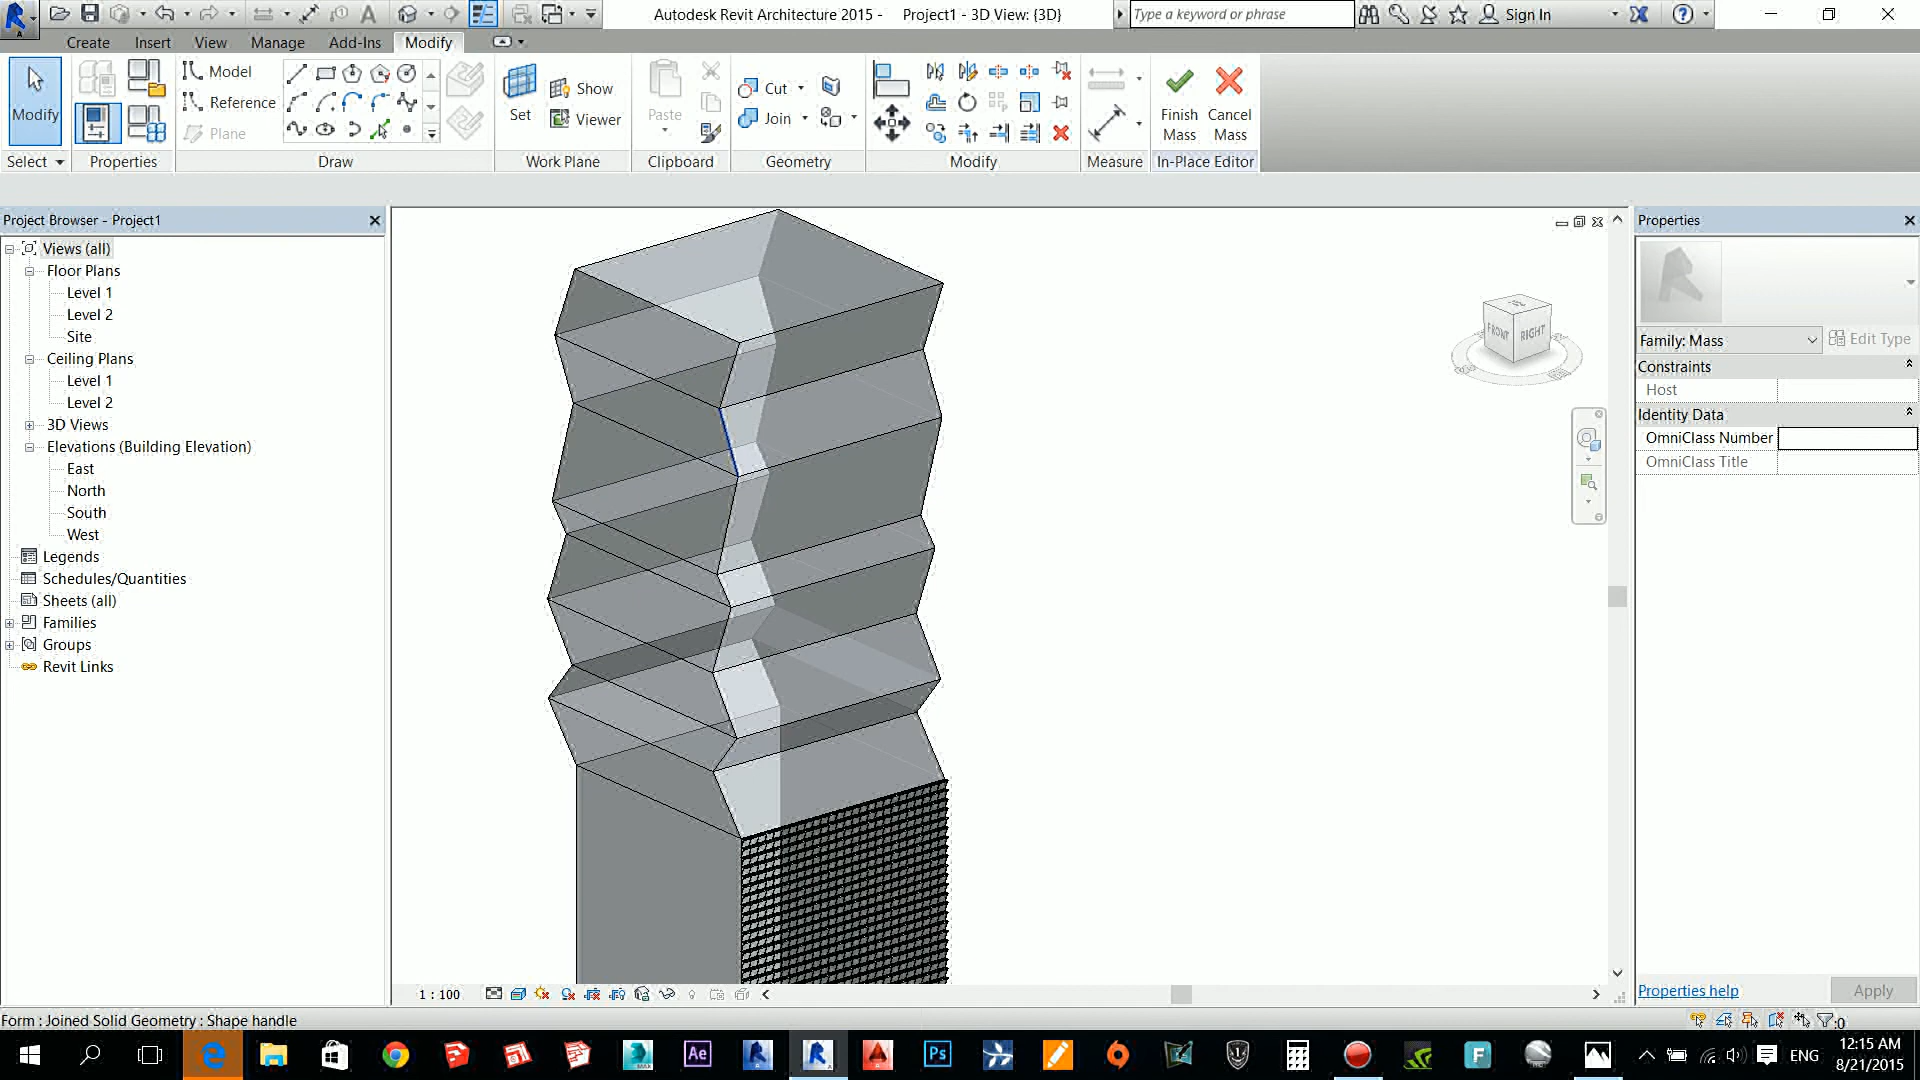 Autodesk Revit Architecture 2015 - Project1 - 3D View: {3D}
Type a keyword or phrase
Sign In
Create Insert View Manage Add-Ins Modify
Modify
Model
Reference
Plane
Set
Show
Viewer
Paste
Cut
Join
Finish Mass
Cancel Mass
Select Properties Draw Work Plane Clipboard Geometry Modify Measure In-Place Editor
Project Browser - Project1
Views (all)
Floor Plans
Level 1
Level 2
Site
Ceiling Plans
Level 1
Level 2
3D Views
Elevations (Building Elevation)
East
North
South
West
Legends
Schedules/Quantities
Sheets (all)
Families
Groups
Revit Links
FRONT
RIGHT
Properties
Family: Mass
Edit Type
Constraints
Host
Identity Data
OmniClass Number
OmniClass Title
Properties help
Apply
1 : 100
Form : Joined Solid Geometry : Shape handle
:0
Ae
Ps
F
ENG
12:15 AM
8/21/2015